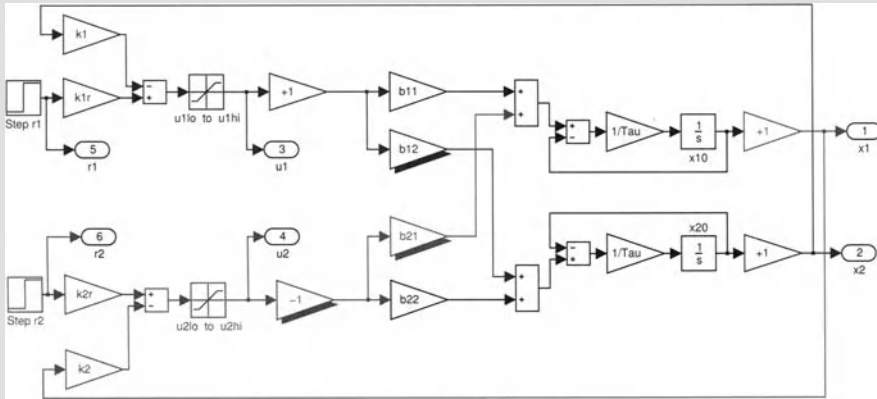 k1
Step r1
k1r
−
+
u1lo to u1hi
+1
b11
+
+
+
−
1/Tau
1
s
x10
+1
1
x1
5
r1
3
u1
b12
6
r2
4
u2
b21
x20
−
+
1/Tau
1
s
+1
2
x2
Step r2
k2r
+
−
u2lo to u2hi
−1
b22
+
+
k2